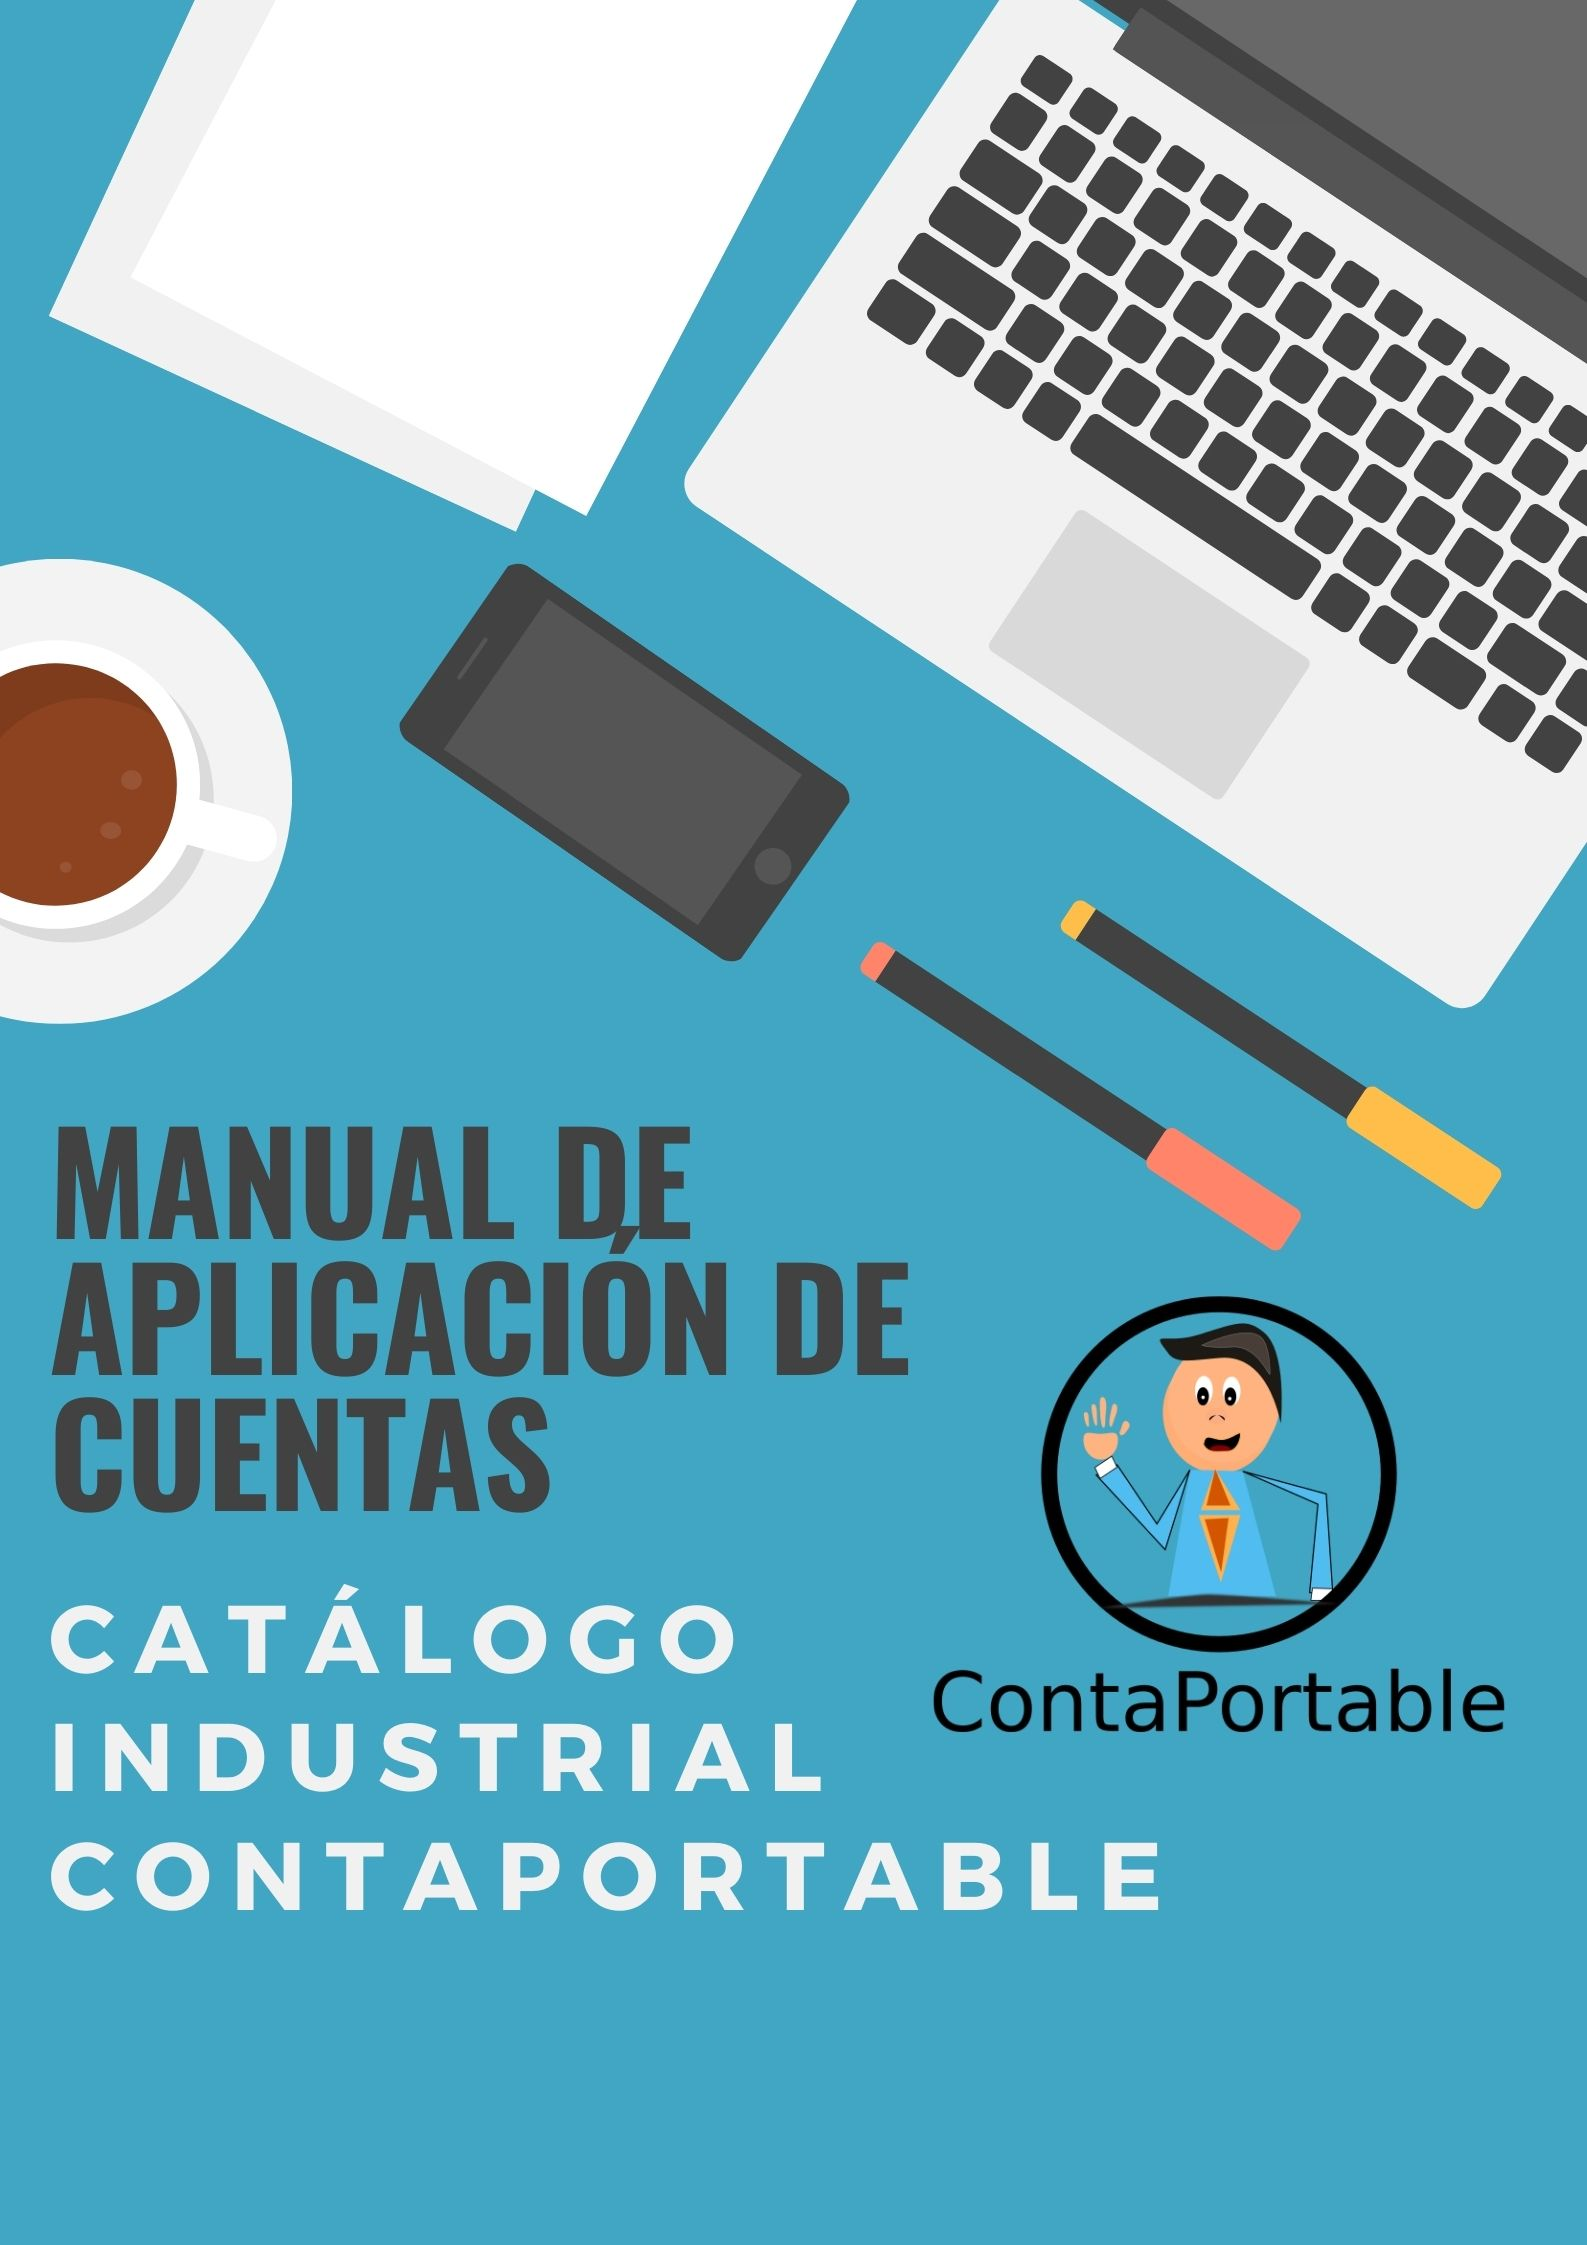 MANUAL DE
APLICACIÓN DE
CUENTAS
ContaPortable
CATÁLOGO
INDUSTRIAL
CONTAPORTABLE